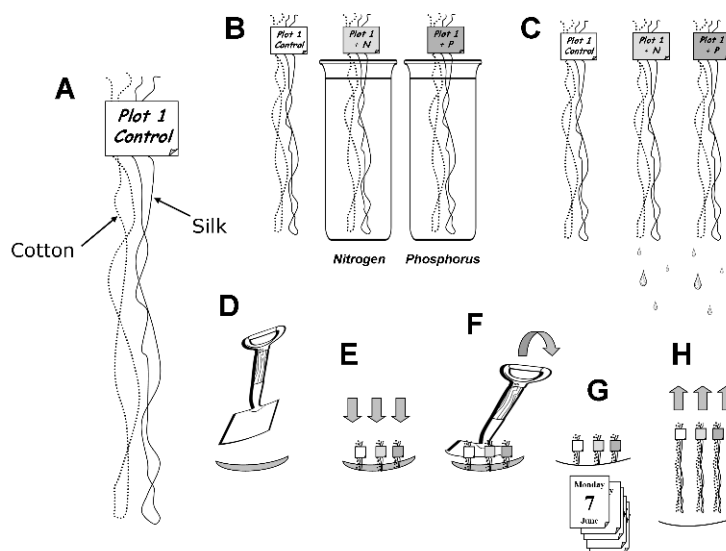 A
Plot 1
Control
Cotton
Silk
B
Plot 1
Control
Plot 1
+ N
Plot 1
+ P
Nitrogen
Phosphorus
C
Plot 1
Control
Plot 1
+ N
Plot 1
+ P
D
E
F
G
Monday
7
June
H